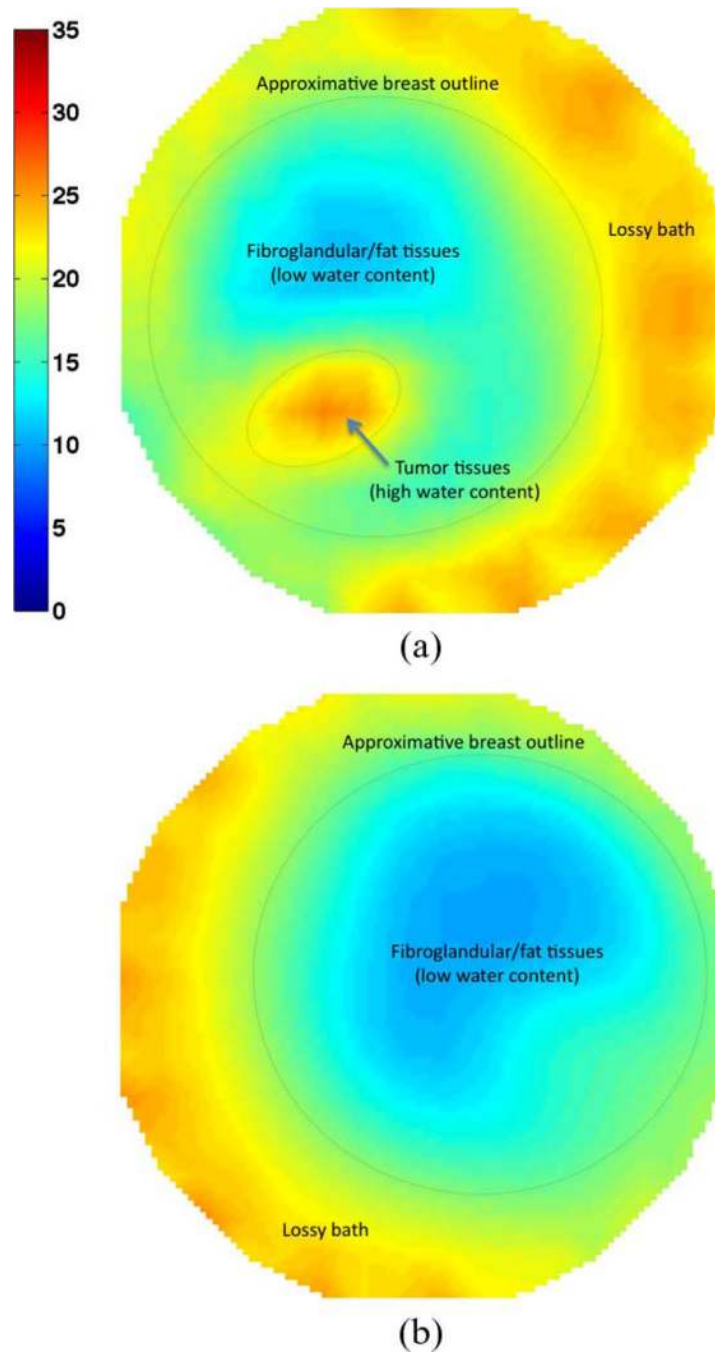 35
30
25
20
15
10
5
0
Approximative breast outline
Lossy bath
Fibroglandular/fat tissues
(low water content)
Tumor tissues
(high water content)
(a)
Approximative breast outline
Fibroglandular/fat tissues
(low water content)
Lossy bath
(b)